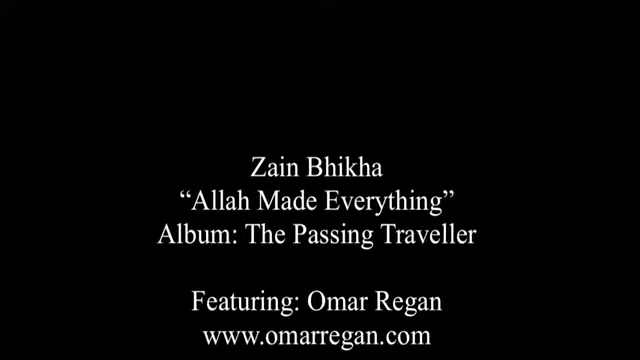 Zain Bhikha
“Allah Made Everything”
Album: The Passing Traveller
Featuring: Omar Regan
www.omarregan.com